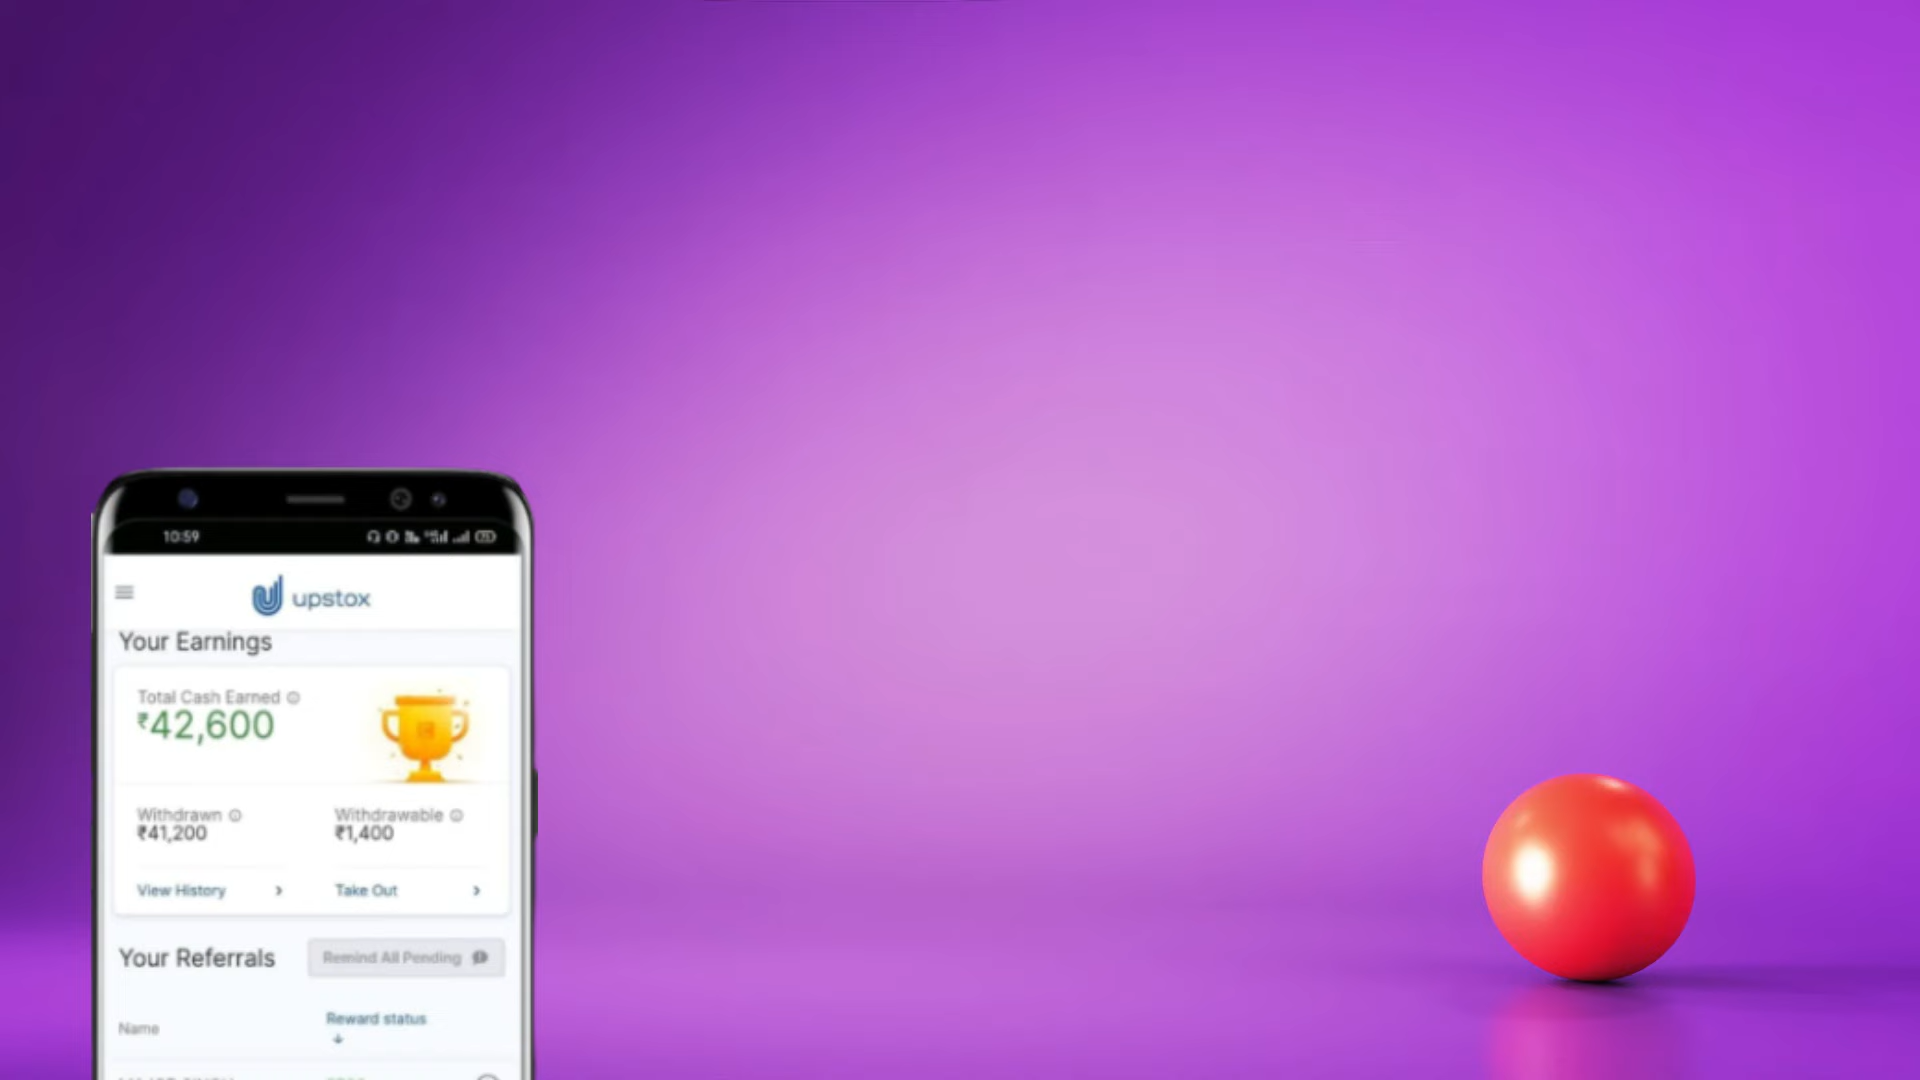 10:59
upstox
Your Earnings
Total Cash Earned
₹42,600
Withdrawn
₹41,200
Withdrawable
₹1,400
View History
Take Out
Your Referrals
Remind All Pending
Name
Reward status